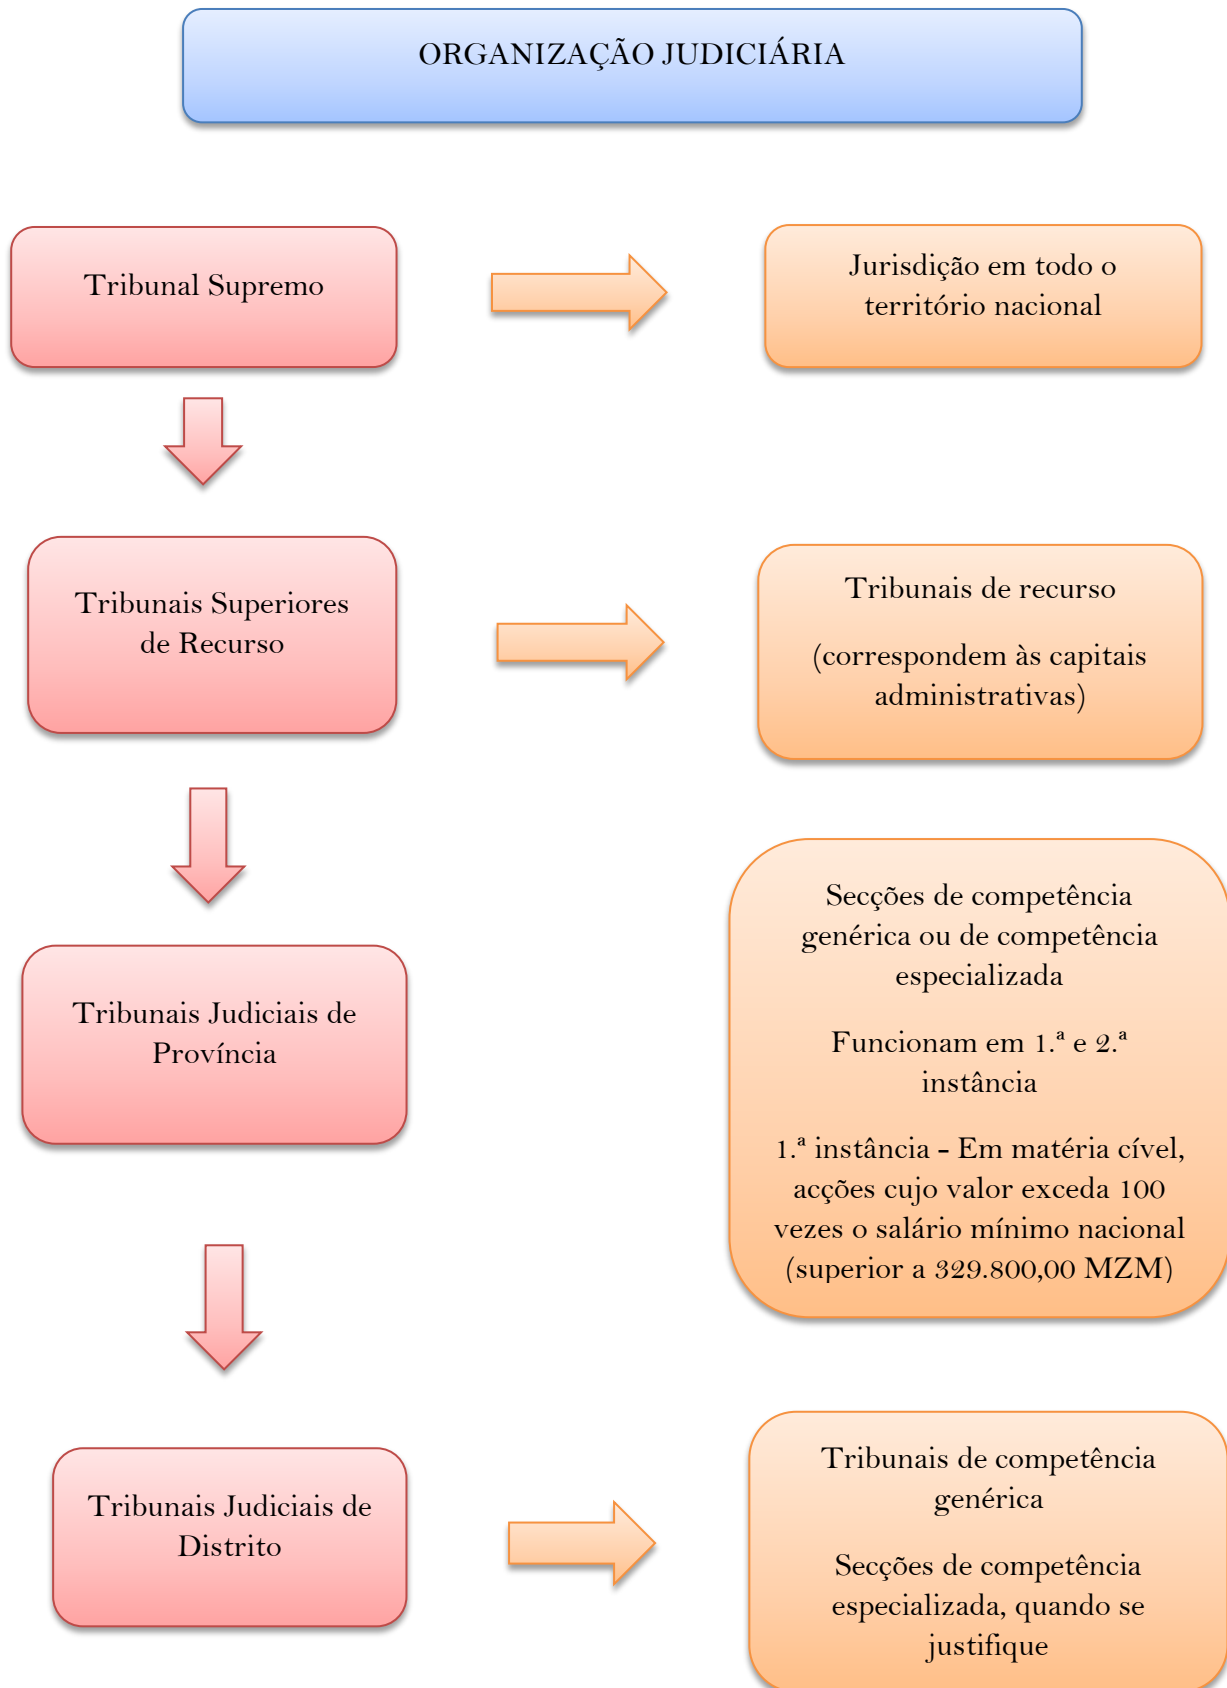 ORGANIZAÇÃO JUDICIÁRIA
Tribunal Supremo
Jurisdição em todo o
território nacional
Tribunais Superiores
de Recurso
Tribunais de recurso
(correspondem às capitais
administrativas)
Tribunais Judiciais de
Província
Secções de competência
genérica ou de competência
especializada
Funcionam em 1.ª e 2.ª
instância
1.ª instância - Em matéria cível,
acções cujo valor exceda 100
vezes o salário mínimo nacional
(superior a 329.800,00 MZM)
Tribunais Judiciais de
Distrito
Tribunais de competência
genérica
Secções de competência
especializada, quando se
justifique